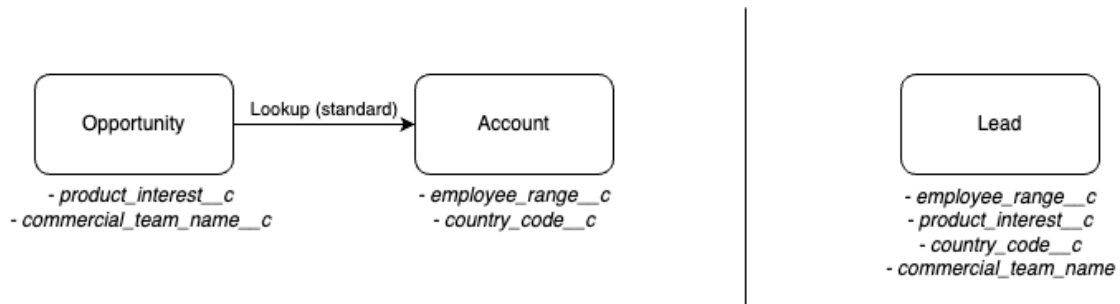 Opportunity
Lookup (standard)
Account
Lead
- product_interest__c
- commercial_team_name__c
- employee_range__c
- country_code__c
- employee_range__c
- product_interest__c
- country_code__c
- commercial_team_name